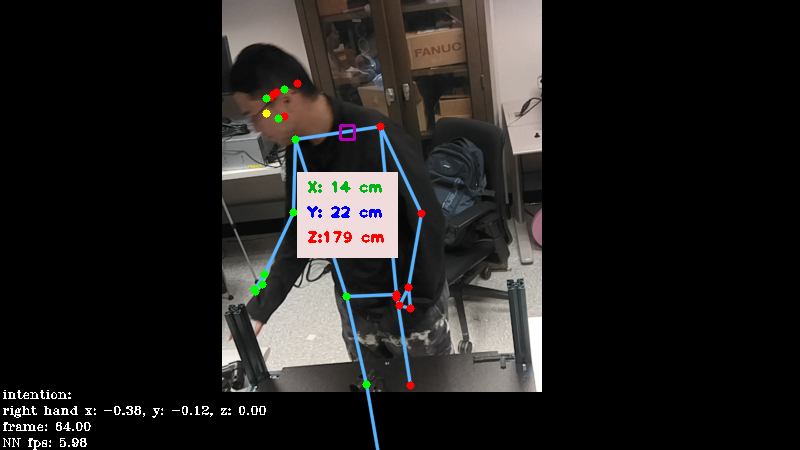 FANUC
X: 14 cm
Y: 22 cm
Z:179 cm
intention:
right hand x: -0.38, y: -0.12, z: 0.00
frame: 64.00
NN fps: 5.98